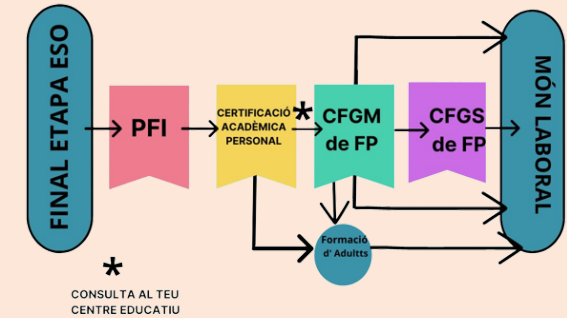 FINAL ETAPA ESO
PFI
CERTIFICACIÓ
ACADÈMICA
PERSONAL
*
CFGM
de FP
CFGS
de FP
MÓN LABORAL
Formació
d' Adultts
*
CONSULTA AL TEU
CENTRE EDUCATIU